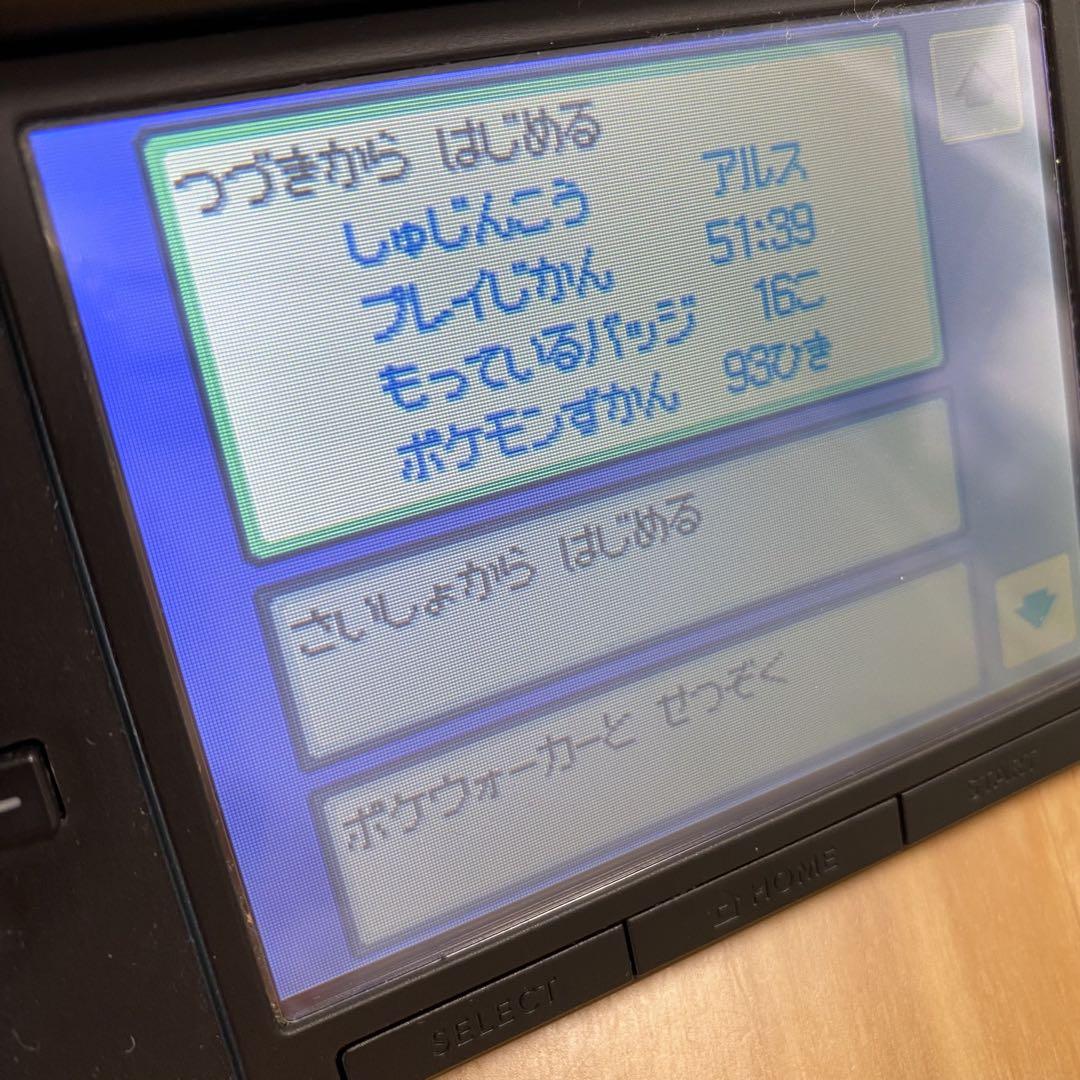 つづきから はじめる
しゅじんこう アルス
プレイじかん 51:39
もっているバッジ 16こ
ポケモンずかん 93ひき
さいしょから はじめる
ポケウォーカーと せつぞく
SELECT
HOME
START